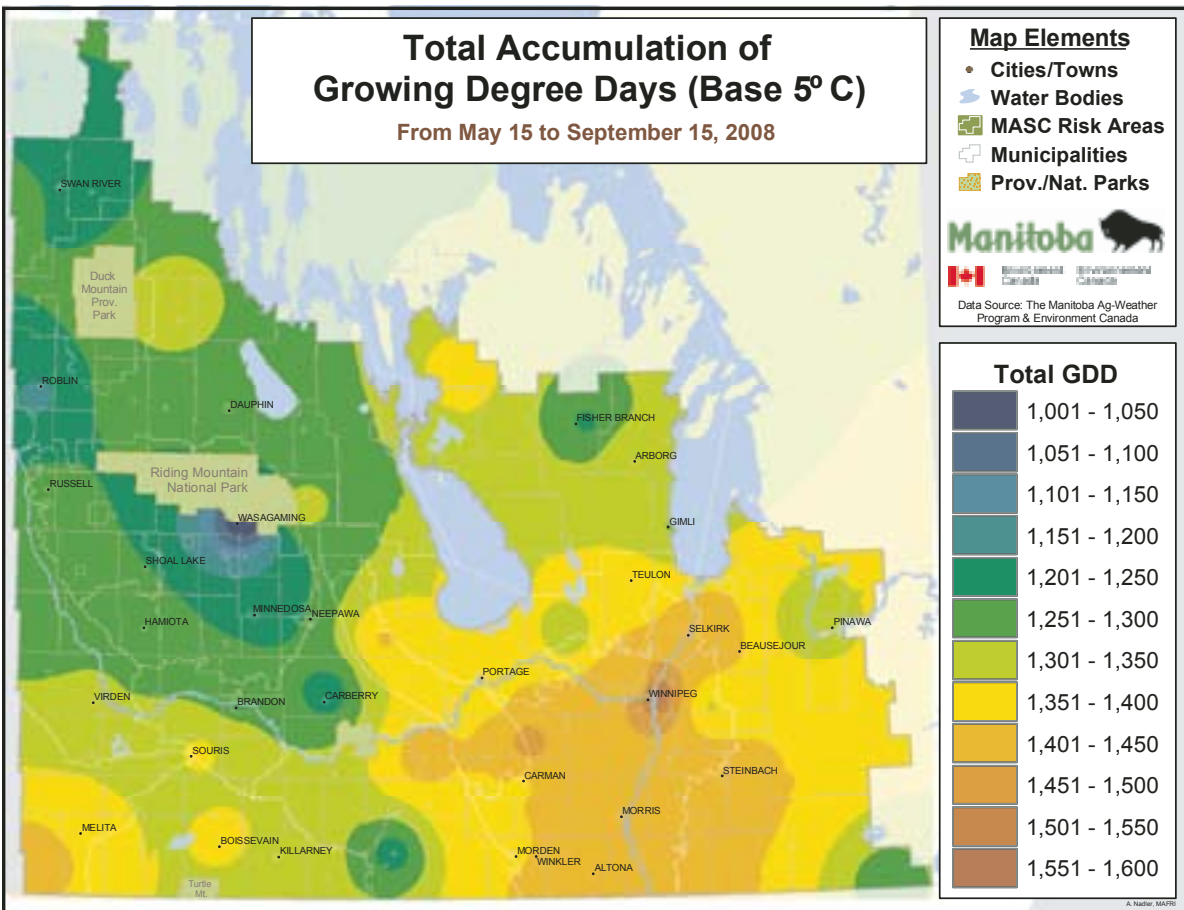 Total Accumulation of
Growing Degree Days (Base 5º C)
From May 15 to September 15, 2008
Map Elements
Cities/Towns
Water Bodies
MASC Risk Areas
Municipalities
Prov./Nat. Parks
Manitoba
Environment Environnement
Canada Canada
Data Source: The Manitoba Ag-Weather
Program & Environment Canada
Total GDD
1,001 - 1,050
1,051 - 1,100
1,101 - 1,150
1,151 - 1,200
1,201 - 1,250
1,251 - 1,300
1,301 - 1,350
1,351 - 1,400
1,401 - 1,450
1,451 - 1,500
1,501 - 1,550
1,551 - 1,600
A. Nadler, MAFRI
SWAN RIVER
Duck
Mountain
Prov.
Park
ROBLIN
DAUPHIN
FISHER BRANCH
ARBORG
Riding Mountain
National Park
RUSSELL
WASAGAMING
GIMLI
SHOAL LAKE
TEULON
MINNEDOSA
NEEPAWA
HAMIOTA
SELKIRK
PINAWA
BEAUSEJOUR
PORTAGE
VIRDEN
BRANDON
CARBERRY
WINNIPEG
SOURIS
CARMAN
STEINBACH
MORRIS
MELITA
BOISSEVAIN
KILLARNEY
MORDEN
WINKLER
ALTONA
Turtle
Mt.